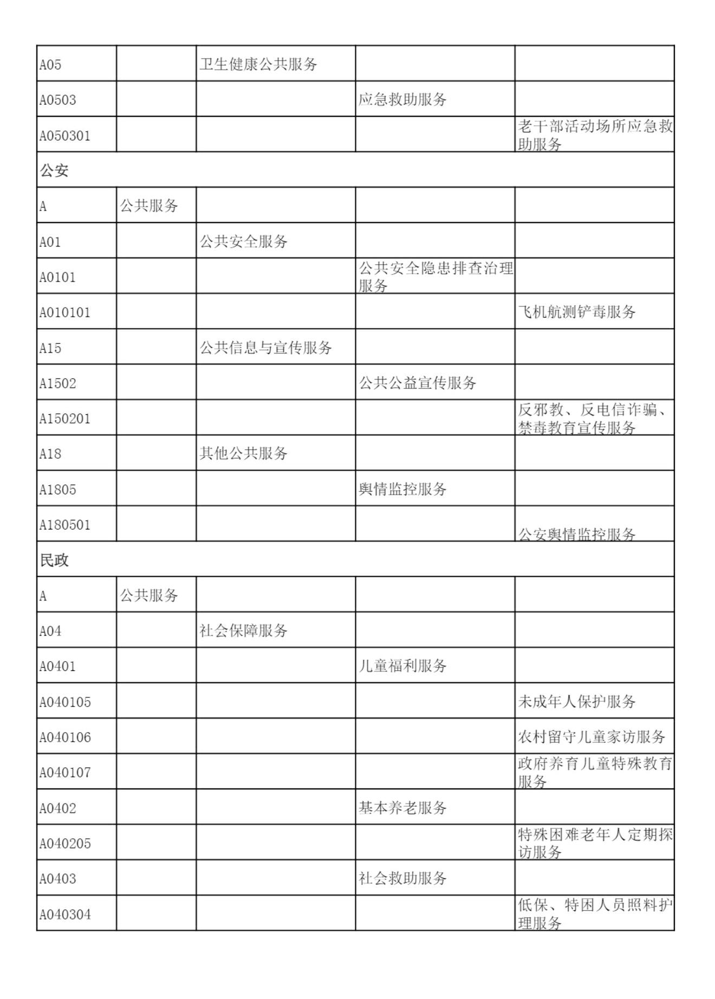 A05 卫生健康公共服务
A0503 应急救助服务
A050301 老干部活动场所应急救
助服务
公安
A 公共服务
A01 公共安全服务
A0101 公共安全隐患排查治理
服务
A010101 飞机航测铲毒服务
A15 公共信息与宣传服务
A1502 公共公益宣传服务
A150201 反邪教、反电信诈骗、
禁毒教育宣传服务
A18 其他公共服务
A1805 舆情监控服务
A180501 公安舆情监控服务
民政
A 公共服务
A04 社会保障服务
A0401 儿童福利服务
A040105 未成年人保护服务
A040106 农村留守儿童家访服务
A040107 政府养育儿童特殊教育
服务
A0402 基本养老服务
A040205 特殊困难老年人定期探
访服务
A0403 社会救助服务
A040304 低保、特困人员照料护
理服务